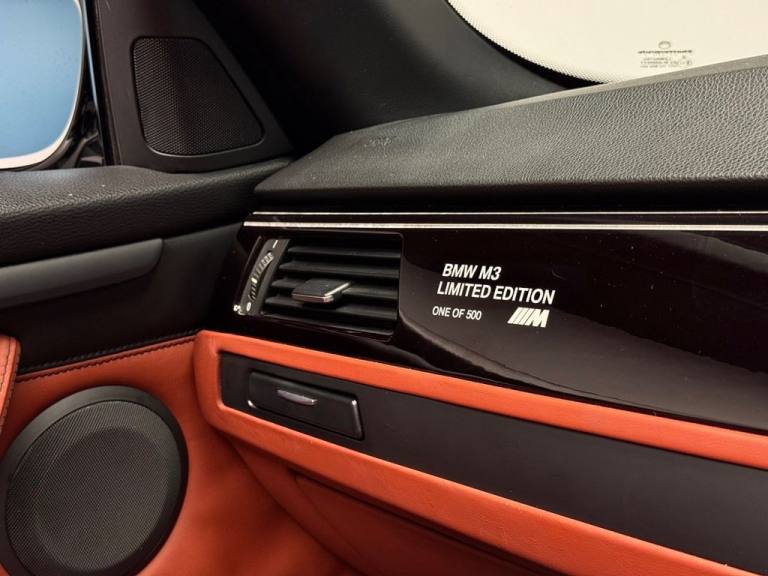 BMW M3
LIMITED EDITION
ONE OF 500
M